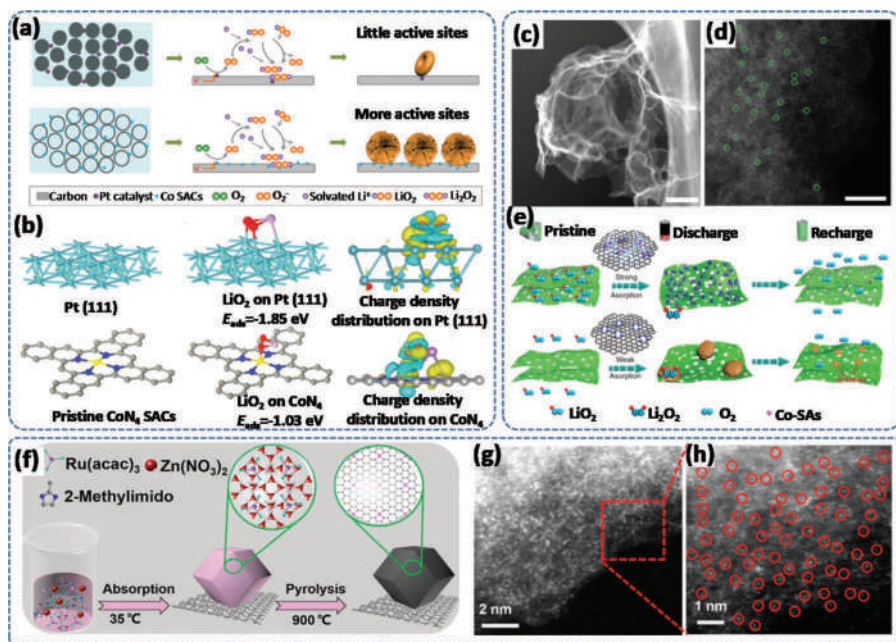 (a)
Little active sites
O₂
O₂⁻
More active sites
O₂
O₂⁻
Carbon Pt catalyst Co SACs O₂ O₂⁻ Solvated Li⁺ LiO₂ Li₂O₂
(b)
Pt (111)
LiO₂ on Pt (111)
Eads=-1.85 eV
Charge density
distribution on Pt (111)
Pristine CoN₄ SACs
LiO₂ on CoN₄
Eads=-1.03 eV
Charge density
distribution on CoN₄
(c)
(d)
(e)
Pristine Discharge Recharge
Strong
Asorption
Weak
Asorption
LiO₂ Li₂O₂ O₂ Co-SAs
(f)
Ru(acac)₃ Zn(NO₃)₂
2-Methylimido
Absorption
35 ℃
Pyrolysis
900 ℃
(g)
2 nm
(h)
1 nm